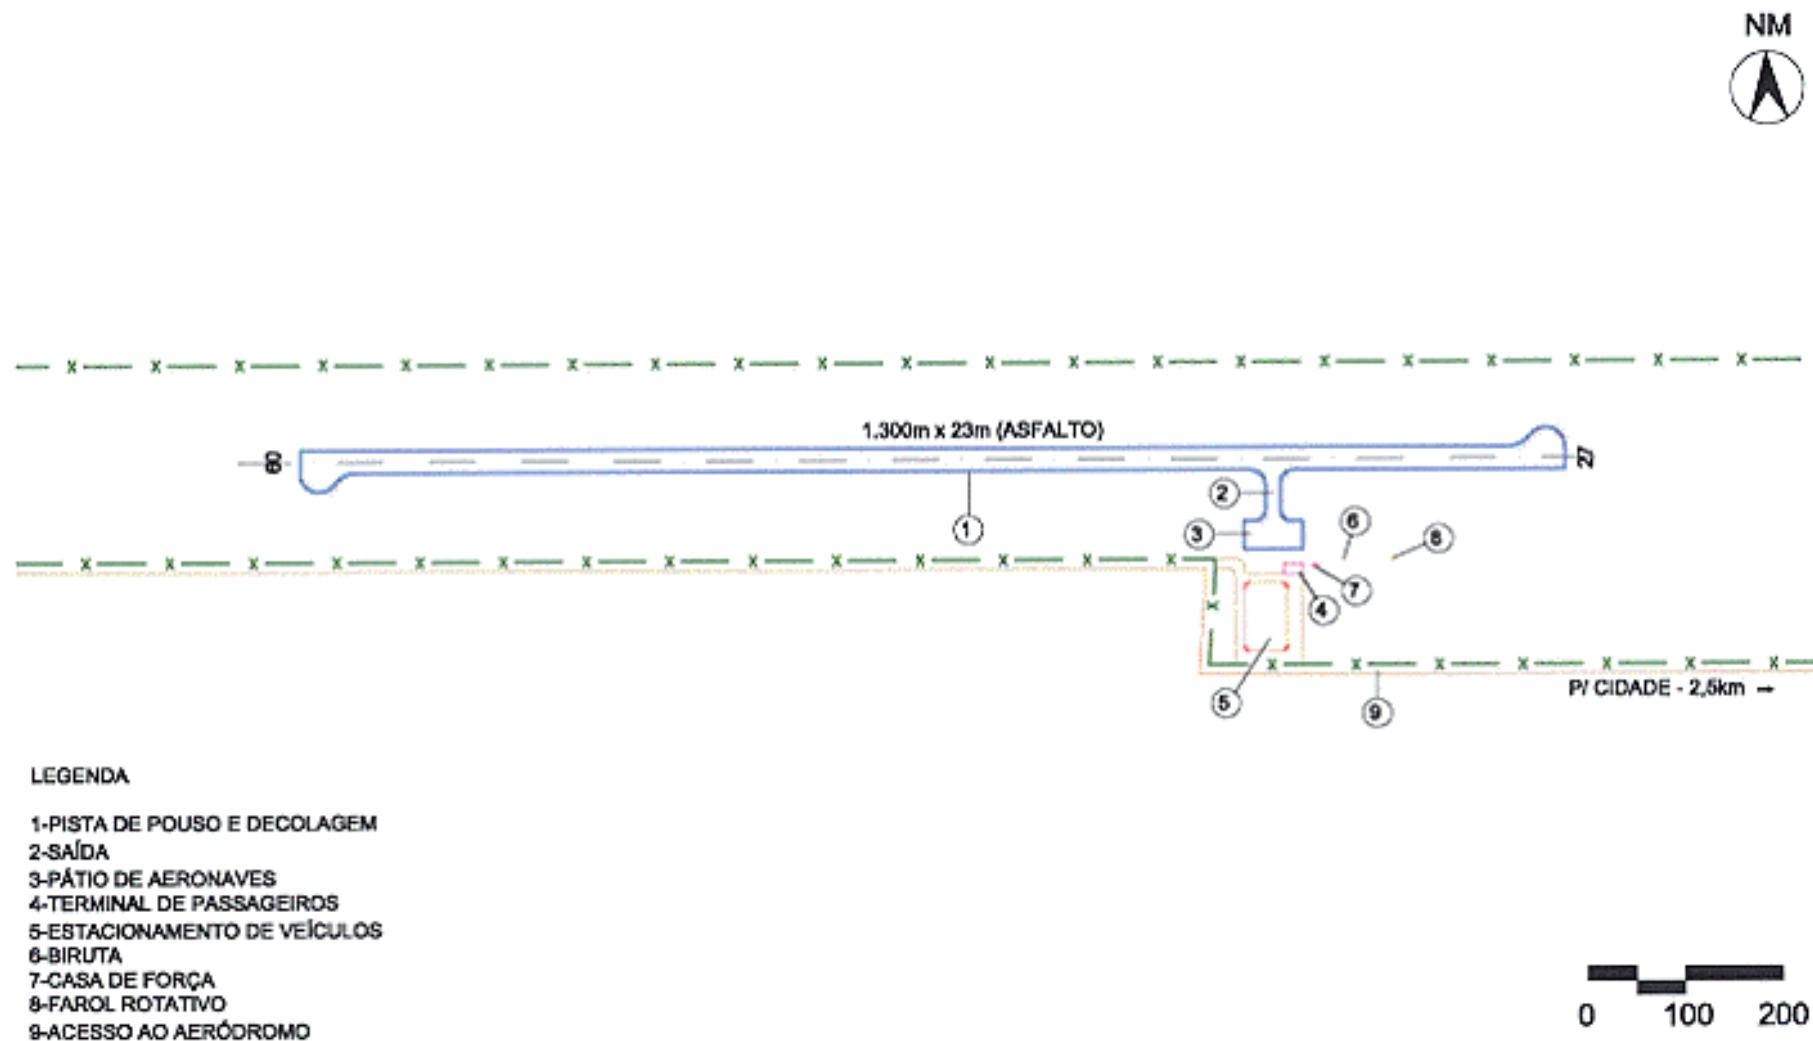 NM
1.300m x 23m (ASFALTO)
09
27
2
6
3
8
1
7
4
5
9
P/ CIDADE - 2,5km →
LEGENDA
1-PISTA DE POUSO E DECOLAGEM
2-SAÍDA
3-PÁTIO DE AERONAVES
4-TERMINAL DE PASSAGEIROS
5-ESTACIONAMENTO DE VEÍCULOS
6-BIRUTA
7-CASA DE FORÇA
8-FAROL ROTATIVO
9-ACESSO AO AERÓDROMO
0 100 200